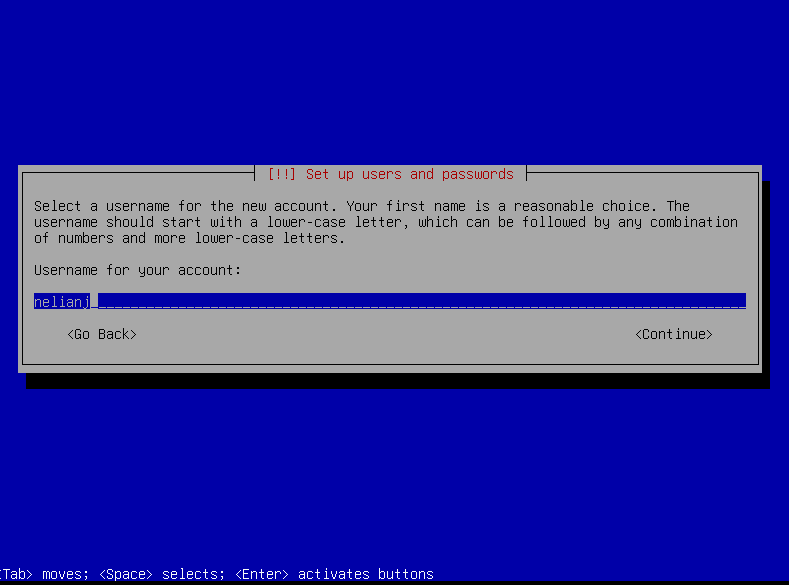 [!!] Set up users and passwords
Select a username for the new account. Your first name is a reasonable choice. The
username should start with a lower-case letter, which can be followed by any combination
of numbers and more lower-case letters.
Username for your account:
nelianj
<Go Back> <Continue>
<Tab> moves; <Space> selects; <Enter> activates buttons